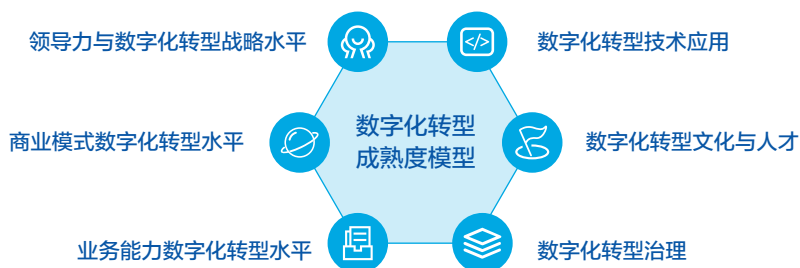 领导力与数字化转型战略水平
</>
数字化转型技术应用
商业模式数字化转型水平
数字化转型
成熟度模型
数字化转型文化与人才
业务能力数字化转型水平
数字化转型治理